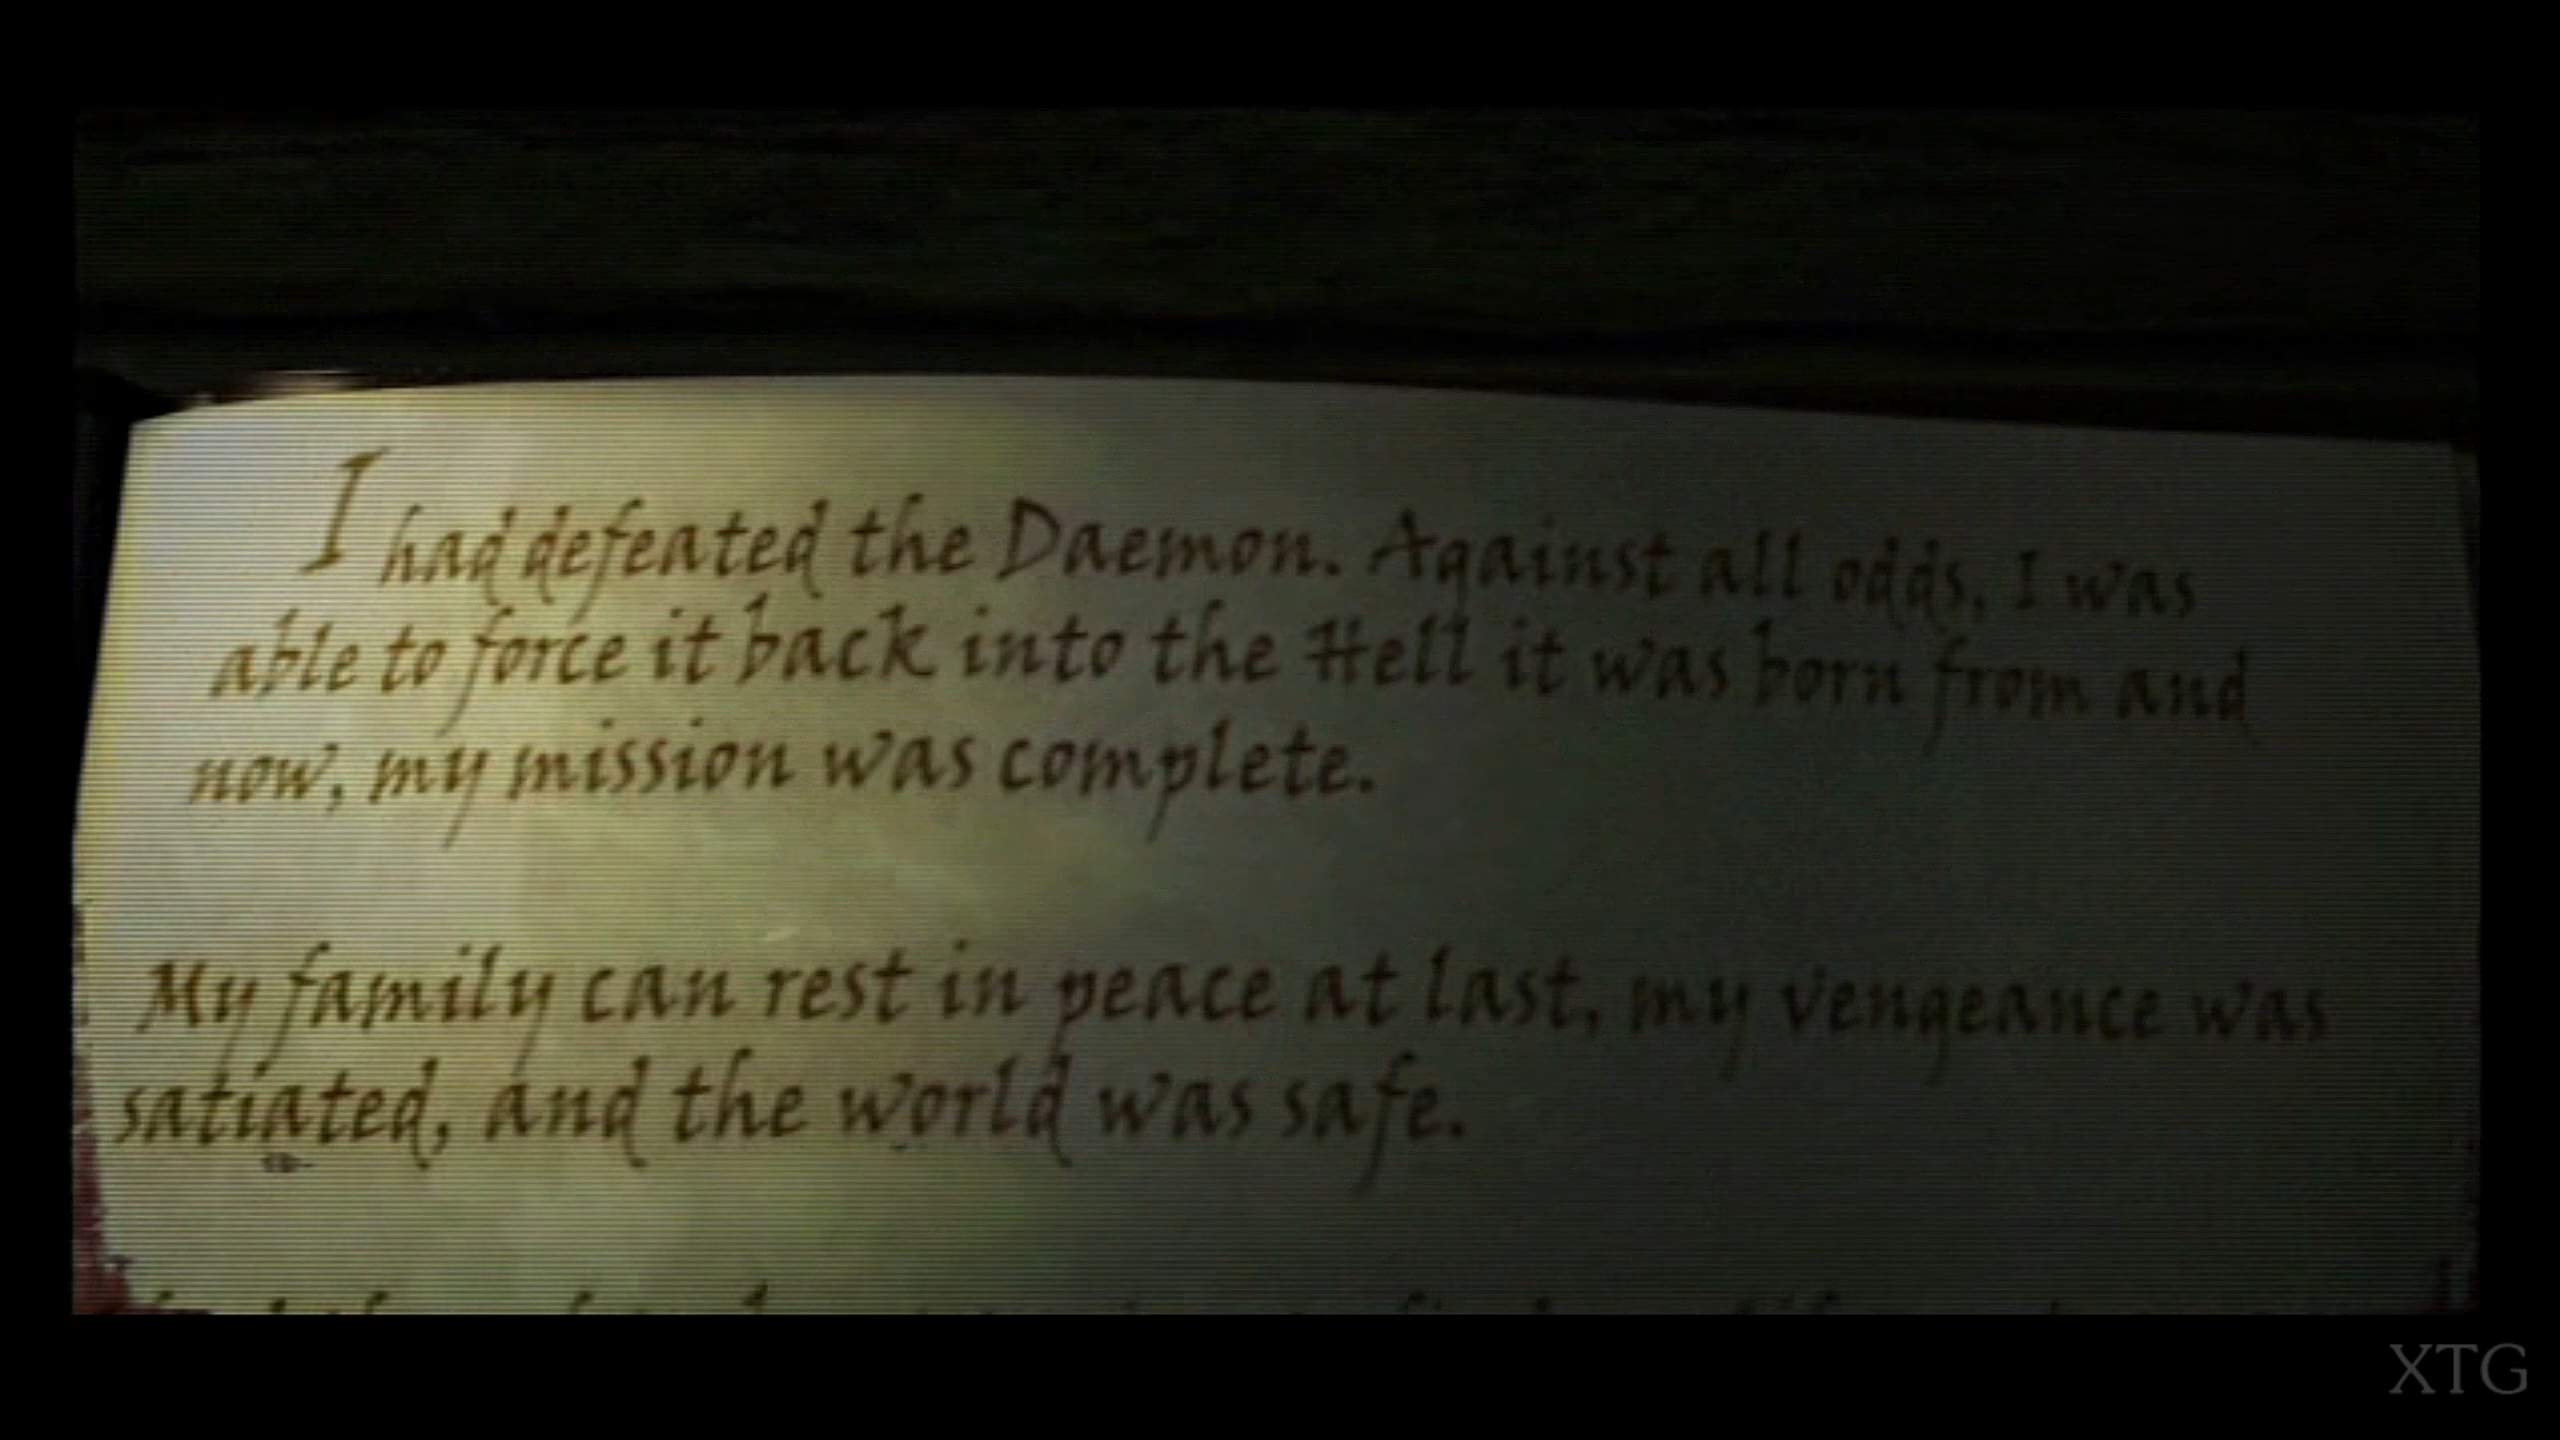 I had defeated the Daemon. Against all odds, I was
able to force it back into the Hell it was born from and
now, my mission was complete.
My family can rest in peace at last, my vengeance was
satiated, and the world was safe.
XTG